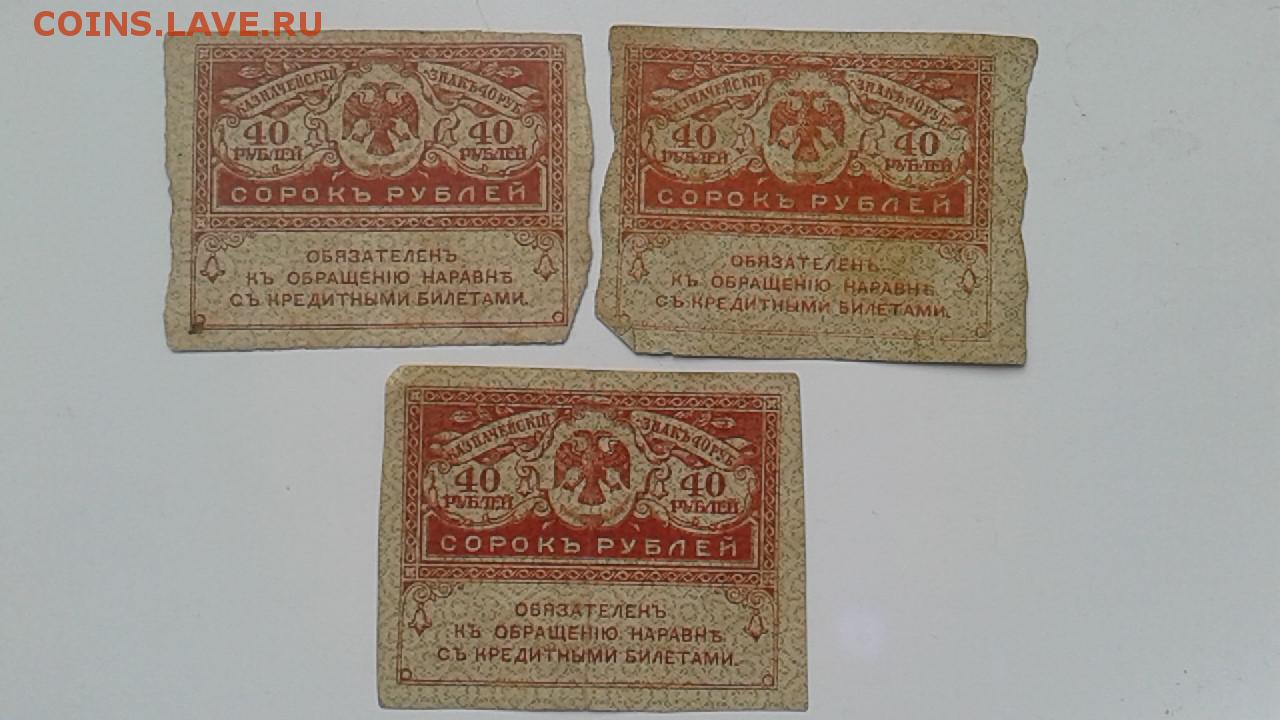 COINS.LAVE.RU
КАЗНАЧЕЙСКІЙ ЗНАКЪ 40 РУБ.
40 РУБЛЕЙ 40 РУБЛЕЙ
СОРОКЪ РУБЛЕЙ
ОБЯЗАТЕЛЕНЪ
КЪ ОБРАЩЕНІЮ НАРАВНѢ
СЪ КРЕДИТНЫМИ БИЛЕТАМИ.
КАЗНАЧЕЙСКІЙ ЗНАКЪ 40 РУБ.
40 РУБЛЕЙ 40 РУБЛЕЙ
СОРОКЪ РУБЛЕЙ
ОБЯЗАТЕЛЕНЪ
КЪ ОБРАЩЕНІЮ НАРАВНѢ
СЪ КРЕДИТНЫМИ БИЛЕТАМИ.
КАЗНАЧЕЙСКІЙ ЗНАКЪ 40 РУБ.
40 РУБЛЕЙ 40 РУБЛЕЙ
СОРОКЪ РУБЛЕЙ
ОБЯЗАТЕЛЕНЪ
КЪ ОБРАЩЕНІЮ НАРАВНѢ
СЪ КРЕДИТНЫМИ БИЛЕТАМИ.